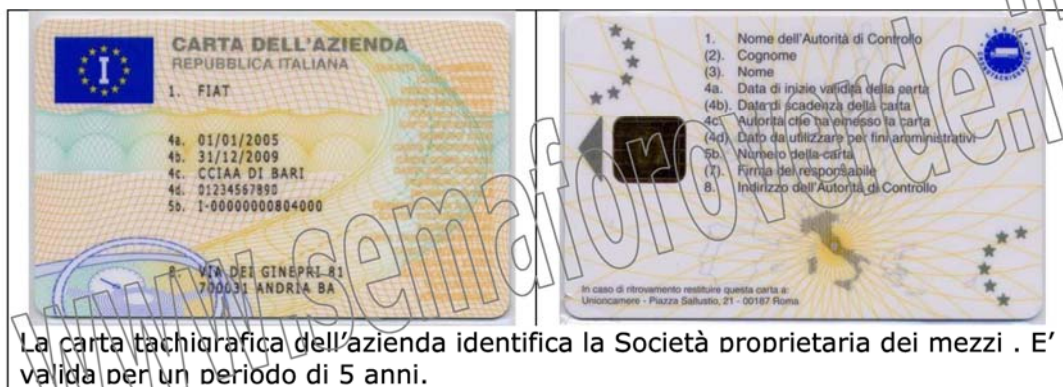 CARTA DELL'AZIENDA
REPUBBLICA ITALIANA
I
1. FIAT
4a. 01/01/2005
4b. 31/12/2009
4c. CCIAA DI BARI
4d. 01234567890
5b. I-00000000804000
8. VIA DEI GINEPRI 81
700031 ANDRIA BA
1. Nome dell'Autorità di Controllo
(2). Cognome
(3). Nome
4a. Data di inizio validità della carta
(4b). Data di scadenza della carta
4c. Autorità che ha emesso la carta
(4d). Dato da utilizzare per fini amministrativi
5b. Numero della carta
(7). Firma del responsabile
8. Indirizzo dell'Autorità di Controllo
In caso di ritrovamento restituire questa carta a:
Unioncamere - Piazza Sallustio, 21 - 00187 Roma
www.semaforoverde.it
La carta tachigrafica dell'azienda identifica la Società proprietaria dei mezzi . E'
valida per un periodo di 5 anni.